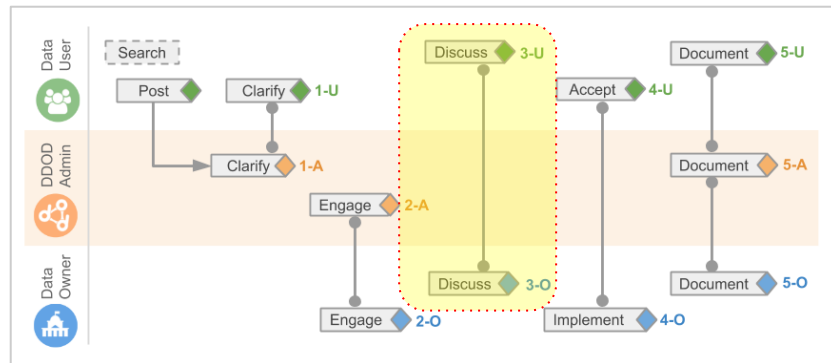 Data
User
Search
Discuss 3-U
Document 5-U
Post
Clarify 1-U
Accept 4-U
DDOD
Admin
Clarify 1-A
Document 5-A
Engage 2-A
Data
Owner
Discuss 3-O
Document 5-O
Engage 2-O
Implement 4-O